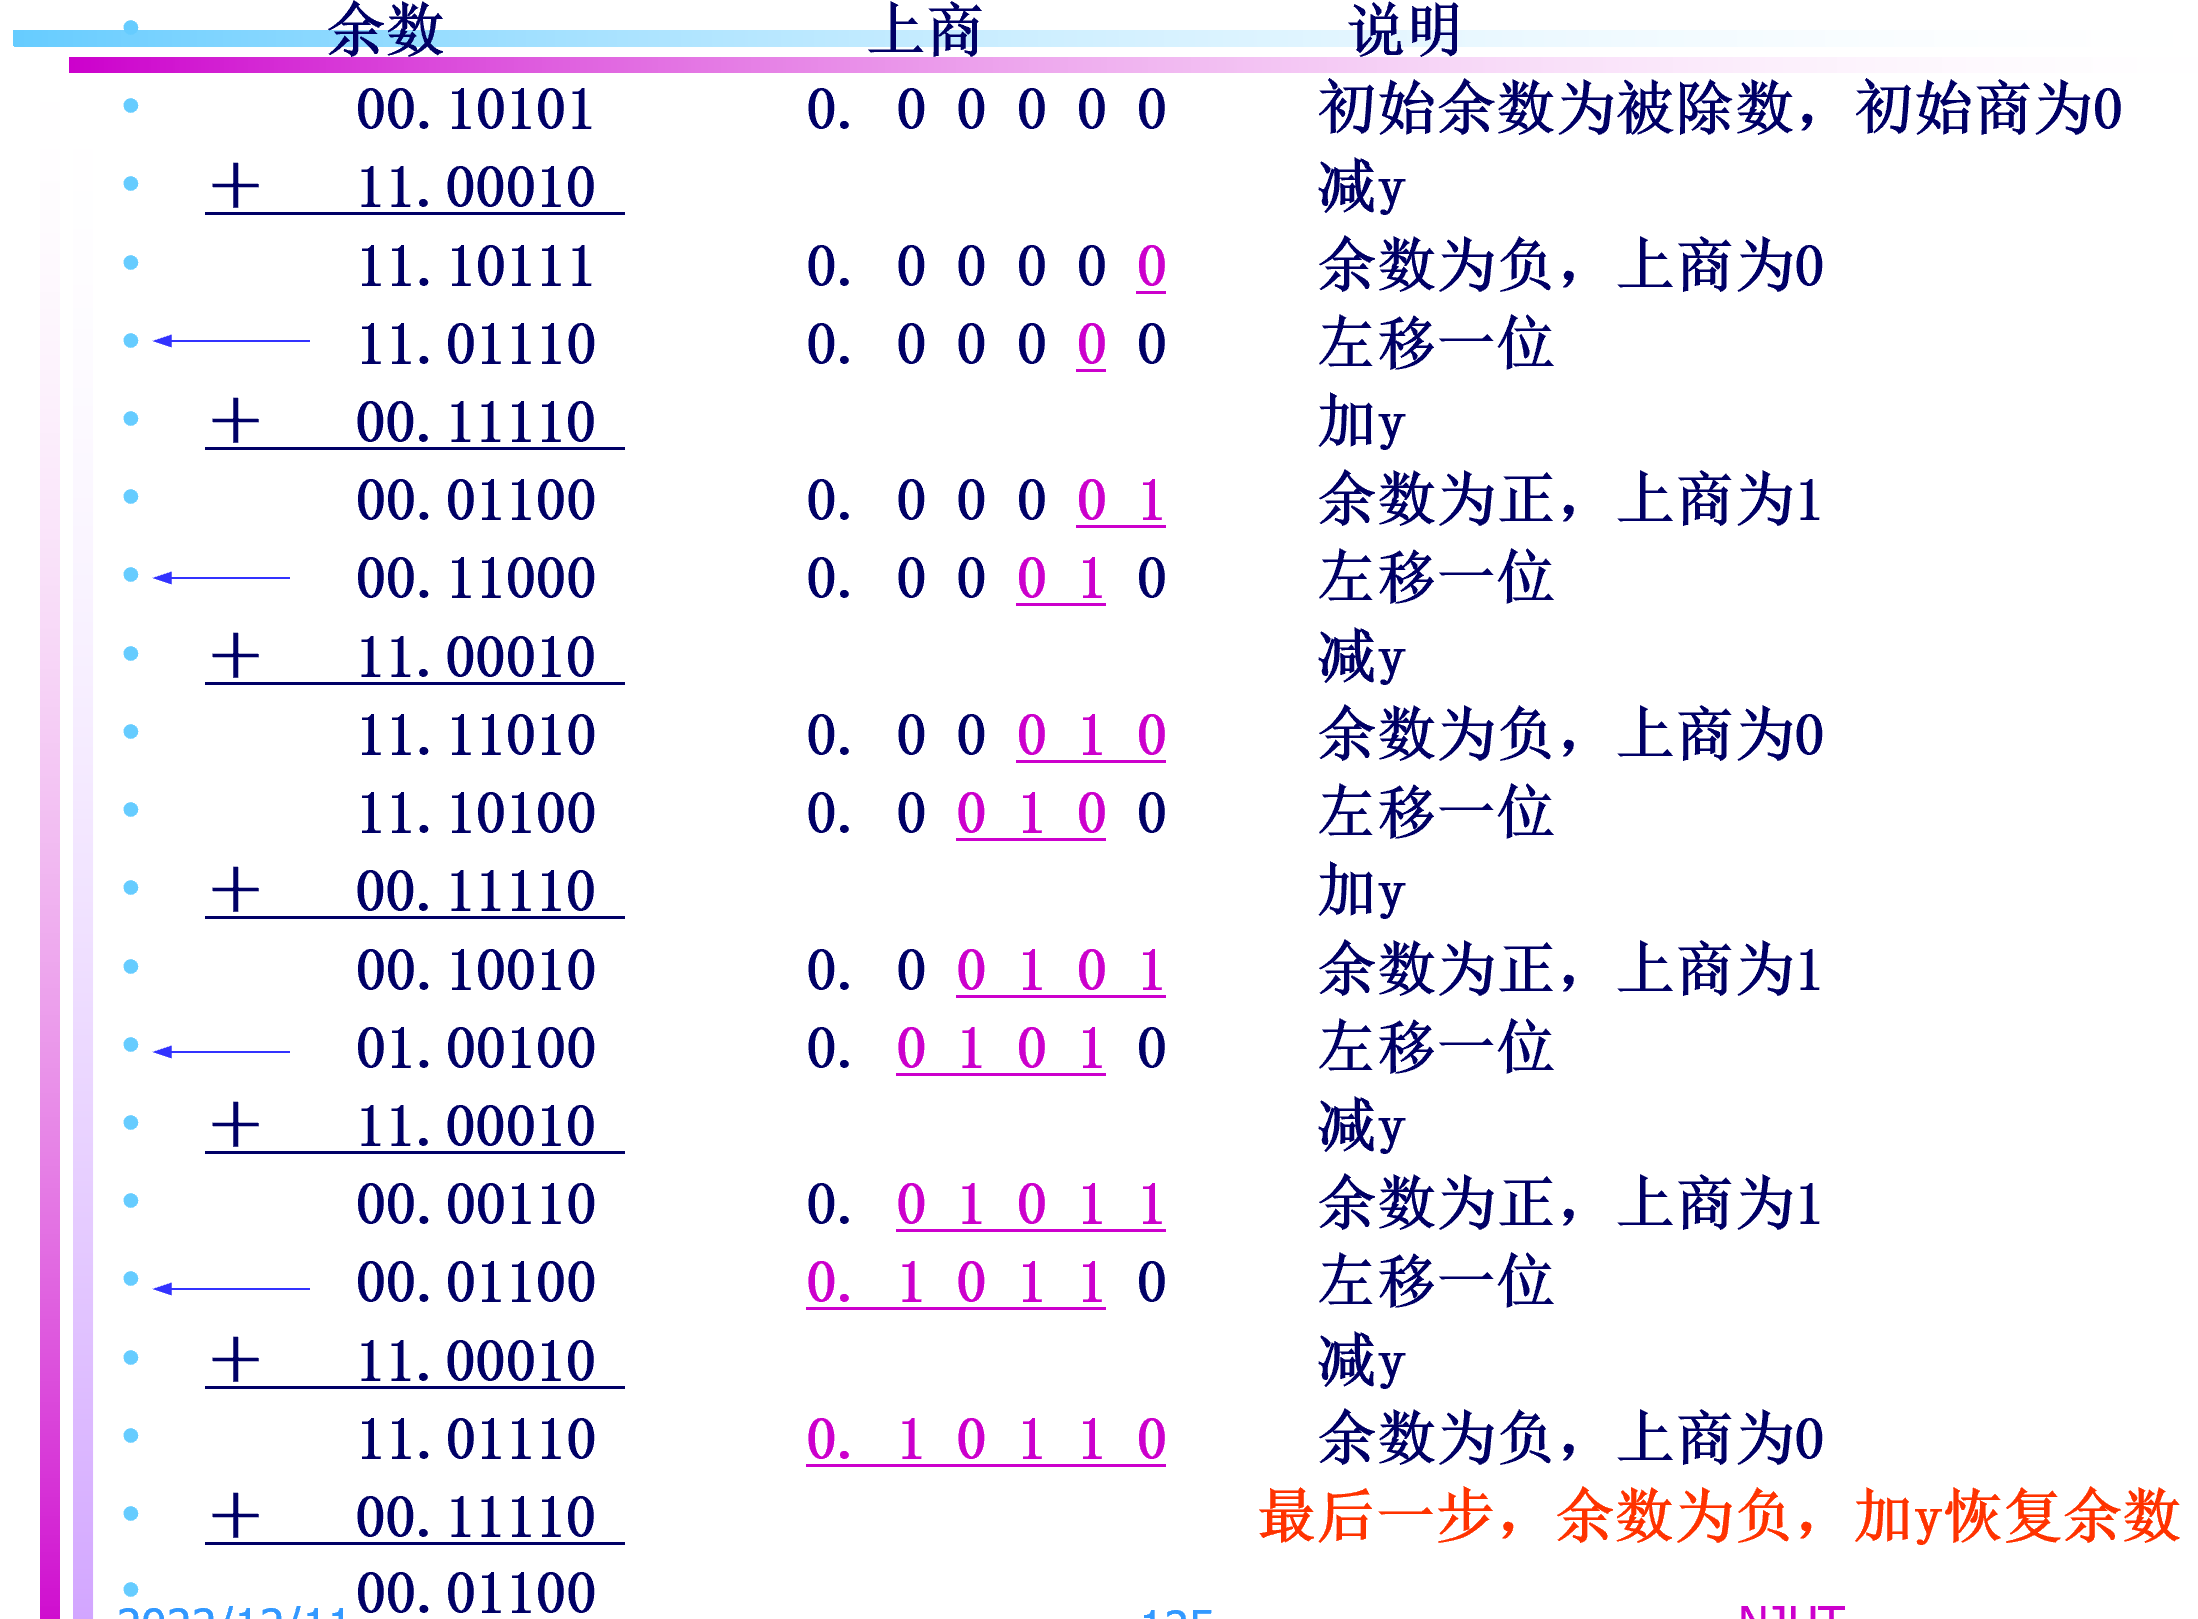 余数 上商 说明
00.10101 0. 0 0 0 0 0 初始余数为被除数，初始商为0
＋ 11.00010 减y
11.10111 0. 0 0 0 0 0 余数为负，上商为0
11.01110 0. 0 0 0 0 0 左移一位
＋ 00.11110 加y
00.01100 0. 0 0 0 0 1 余数为正，上商为1
00.11000 0. 0 0 0 1 0 左移一位
＋ 11.00010 减y
11.11010 0. 0 0 0 1 0 余数为负，上商为0
11.10100 0. 0 0 1 0 0 左移一位
＋ 00.11110 加y
00.10010 0. 0 0 1 0 1 余数为正，上商为1
01.00100 0. 0 1 0 1 0 左移一位
＋ 11.00010 减y
00.00110 0. 0 1 0 1 1 余数为正，上商为1
00.01100 0. 1 0 1 1 0 左移一位
＋ 11.00010 减y
11.01110 0. 1 0 1 1 0 余数为负，上商为0
＋ 00.11110 最后一步，余数为负，加y恢复余数
00.01100